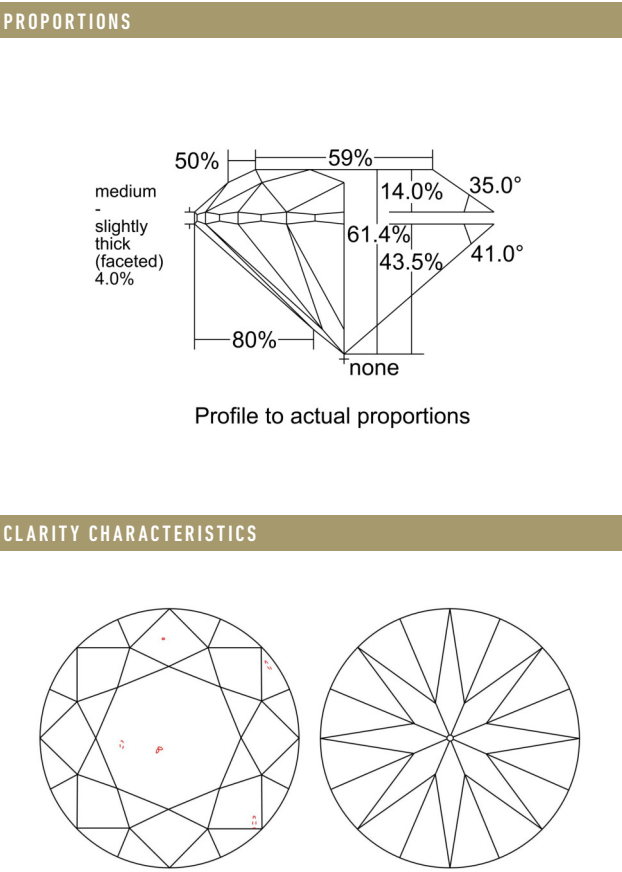 PROPORTIONS
50%
59%
medium
-
slightly
thick
(faceted)
4.0%
14.0%
35.0°
61.4%
43.5%
41.0°
80%
none
Profile to actual proportions
CLARITY CHARACTERISTICS